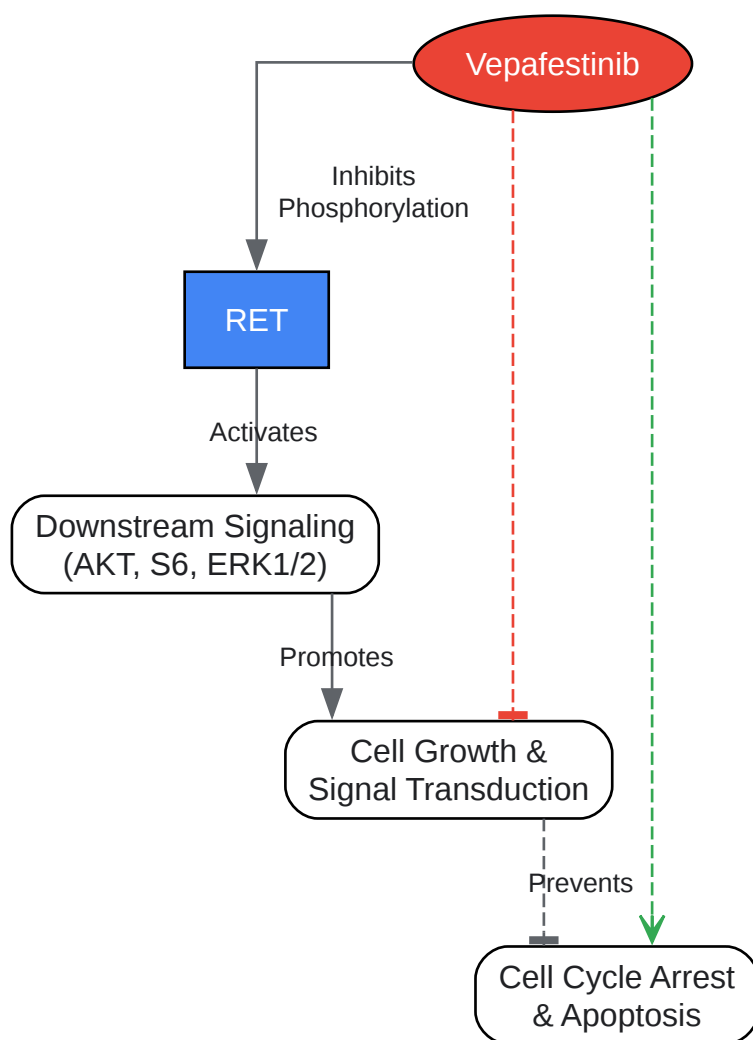 Vepafestinib
Inhibits
Phosphorylation
RET
Activates
Downstream Signaling
(AKT, S6, ERK1/2)
Promotes
Cell Growth &
Signal Transduction
Prevents
Cell Cycle Arrest
& Apoptosis